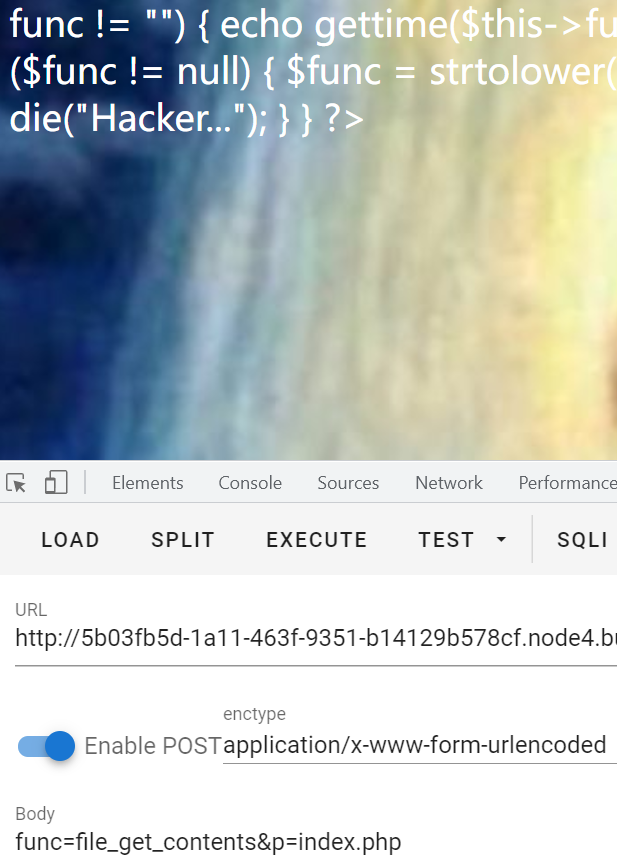 func != "") { echo gettime($this->fu
($func != null) { $func = strtolower(
die("Hacker..."); } } ?>
Elements Console Sources Network Performance
LOAD SPLIT EXECUTE TEST SQLI
URL
http://5b03fb5d-1a11-463f-9351-b14129b578cf.node4.bu
enctype
Enable POST application/x-www-form-urlencoded
Body
func=file_get_contents&p=index.php